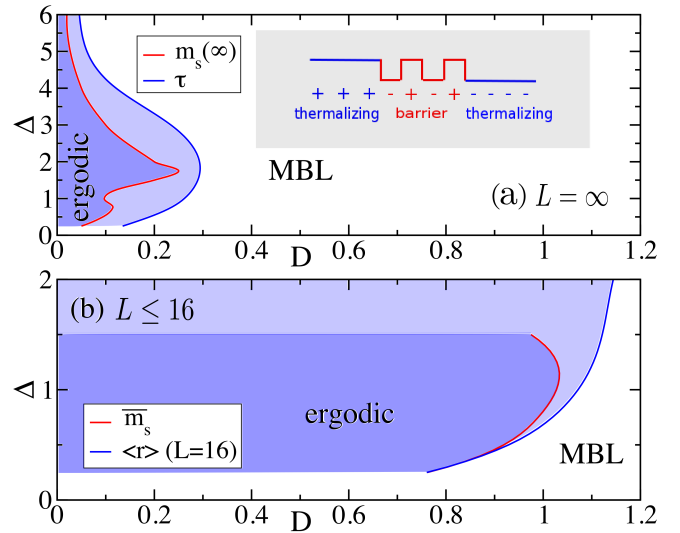 6
5
4
3
2
1
0
Δ
m_s(∞)
τ
+ + + - + - + - - - -
thermalizing barrier thermalizing
ergodic
MBL
(a) L = ∞
0 0.2 0.4 0.6 0.8 1 1.2
D
2
1
0
Δ
(b) L ≤ 16
ergodic
m̅_s
<r> (L=16)
MBL
0 0.2 0.4 0.6 0.8 1 1.2
D